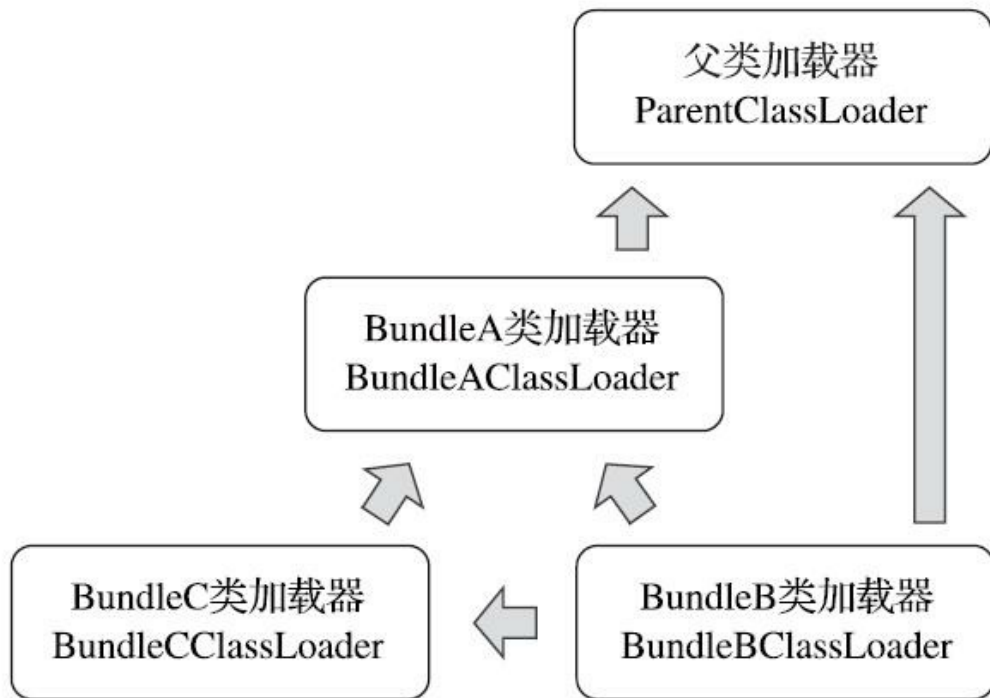 父类加载器
ParentClassLoader
BundleA类加载器
BundleAClassLoader
BundleC类加载器
BundleCClassLoader
BundleB类加载器
BundleBClassLoader